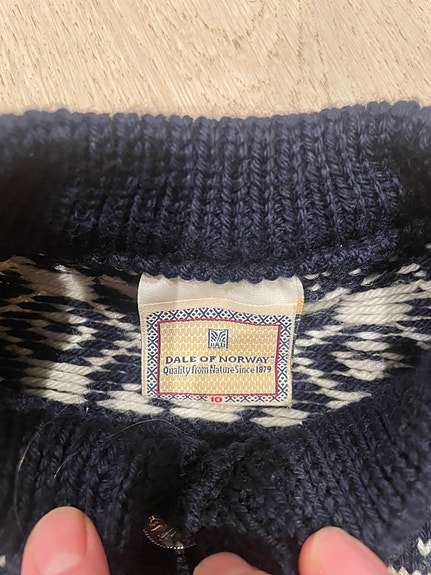 DALE
DALE OF NORWAY™
Quality from Nature Since 1879
10